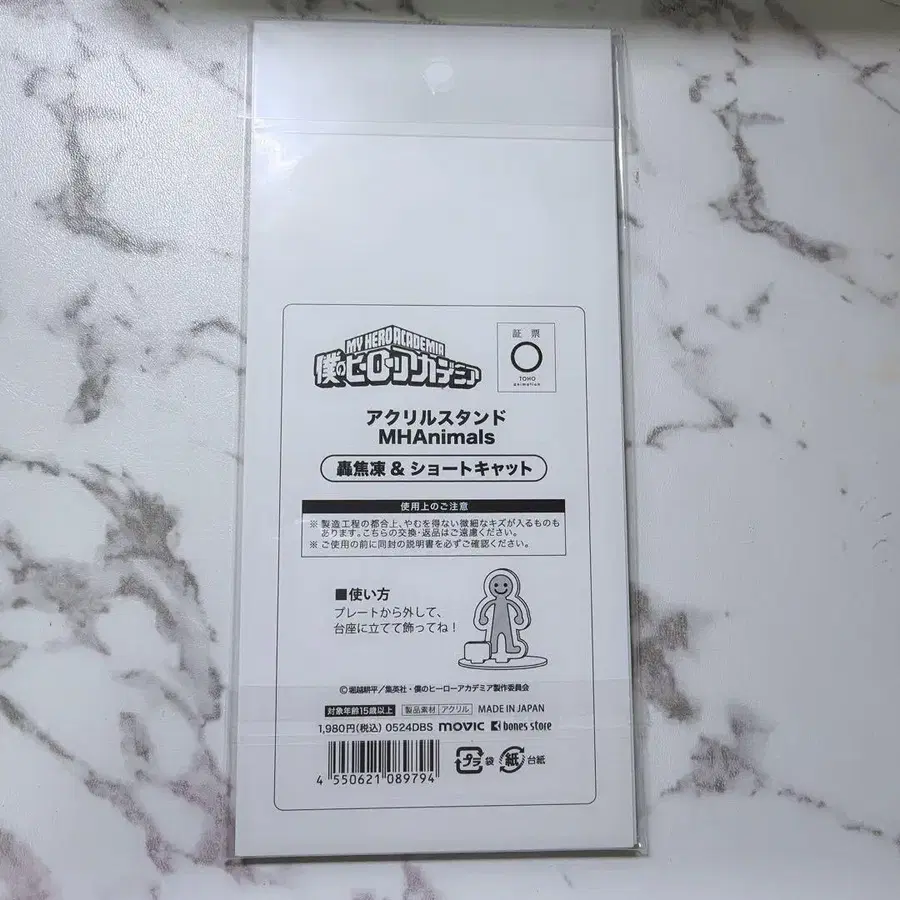 MY HERO ACADEMIA
僕のヒーローアカデミア
証 票
TOHO
animation
アクリルスタンド
MHAnimals
轟焦凍 & ショートキャット
使用上のご注意
※ 製造工程の都合上、やむを得ない微細なキズが入るものも
あります。こちらの交換・返品はご遠慮ください。
※ ご使用の前に同封の説明書を必ずご確認ください。
■使い方
プレートから外して、
台座に立てて飾ってね!
©堀越耕平/集英社・僕のヒーローアカデミア製作委員会
対象年齢15歳以上 製品素材 アクリル MADE IN JAPAN
1,980円(税込) 0524DBS movic bones store
4 550621 089794
プラ 袋 紙 台紙